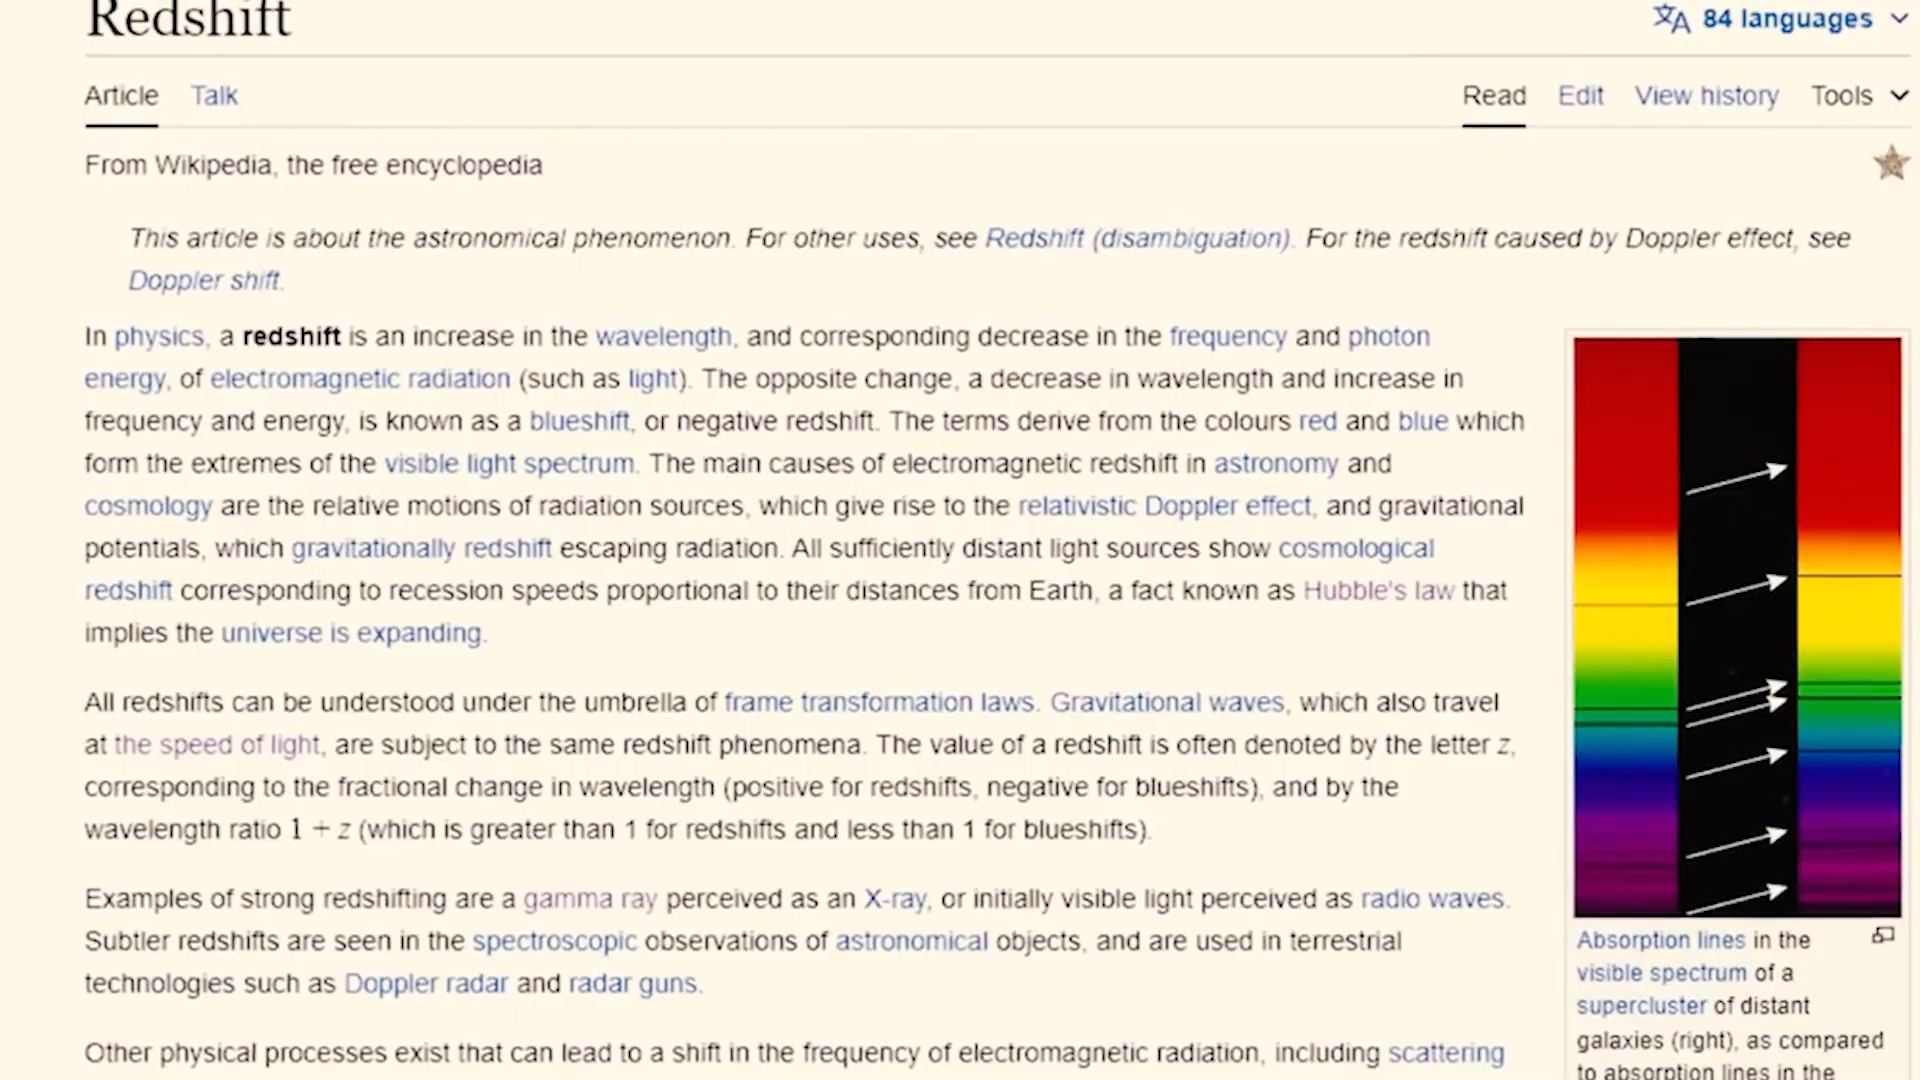 Redshift
84 languages
Article Talk
Read Edit View history Tools
From Wikipedia, the free encyclopedia
This article is about the astronomical phenomenon. For other uses, see Redshift (disambiguation). For the redshift caused by Doppler effect, see
Doppler shift.
In physics, a redshift is an increase in the wavelength, and corresponding decrease in the frequency and photon
energy, of electromagnetic radiation (such as light). The opposite change, a decrease in wavelength and increase in
frequency and energy, is known as a blueshift, or negative redshift. The terms derive from the colours red and blue which
form the extremes of the visible light spectrum. The main causes of electromagnetic redshift in astronomy and
cosmology are the relative motions of radiation sources, which give rise to the relativistic Doppler effect, and gravitational
potentials, which gravitationally redshift escaping radiation. All sufficiently distant light sources show cosmological
redshift corresponding to recession speeds proportional to their distances from Earth, a fact known as Hubble's law that
implies the universe is expanding.
All redshifts can be understood under the umbrella of frame transformation laws. Gravitational waves, which also travel
at the speed of light, are subject to the same redshift phenomena. The value of a redshift is often denoted by the letter z,
corresponding to the fractional change in wavelength (positive for redshifts, negative for blueshifts), and by the
wavelength ratio 1 + z (which is greater than 1 for redshifts and less than 1 for blueshifts).
Examples of strong redshifting are a gamma ray perceived as an X-ray, or initially visible light perceived as radio waves.
Subtler redshifts are seen in the spectroscopic observations of astronomical objects, and are used in terrestrial
technologies such as Doppler radar and radar guns.
Other physical processes exist that can lead to a shift in the frequency of electromagnetic radiation, including scattering
Absorption lines in the
visible spectrum of a
supercluster of distant
galaxies (right), as compared
to absorption lines in the